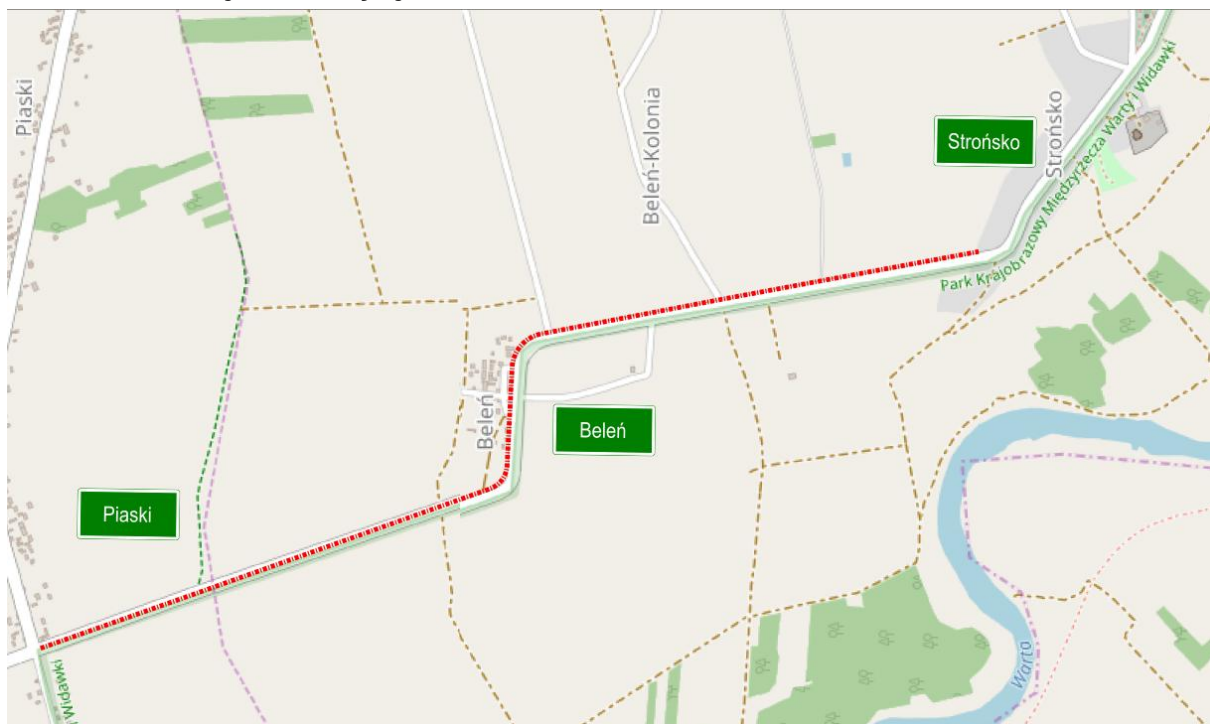 Piaski
Beleń-Kolonia
Strońsko
Strońsko
Park Krajobrazowy Międzyrzecza Warty i Widawki
Beleń
Beleń
Piaski
Widawki
Warta